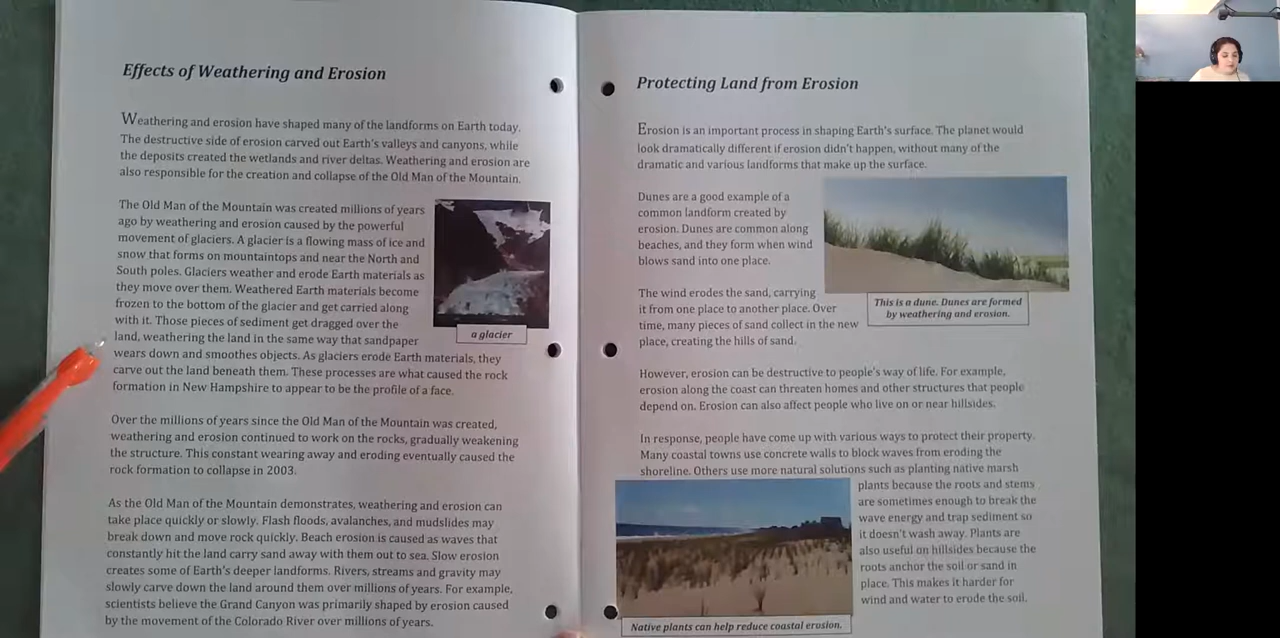 Effects of Weathering and Erosion
Weathering and erosion have shaped many of the landforms on Earth today.
The destructive side of erosion carved out Earth's valleys and canyons, while
the deposits created the wetlands and river deltas. Weathering and erosion are
also responsible for the creation and collapse of the Old Man of the Mountain.
The Old Man of the Mountain was created millions of years
ago by weathering and erosion caused by the powerful
movement of glaciers. A glacier is a flowing mass of ice and
snow that forms on mountaintops and near the North and
South poles. Glaciers weather and erode Earth materials as
they move over them. Weathered Earth materials become
frozen to the bottom of the glacier and get carried along
with it. Those pieces of sediment get dragged over the
land, weathering the land in the same way that sandpaper
wears down and smoothes objects. As glaciers erode Earth materials, they
carve out the land beneath them. These processes are what caused the rock
formation in New Hampshire to appear to be the profile of a face.
a glacier
Over the millions of years since the Old Man of the Mountain was created,
weathering and erosion continued to work on the rocks, gradually weakening
the structure. This constant wearing away and eroding eventually caused the
rock formation to collapse in 2003.
As the Old Man of the Mountain demonstrates, weathering and erosion can
take place quickly or slowly. Flash floods, avalanches, and mudslides may
break down and move rock quickly. Beach erosion is caused as waves that
constantly hit the land carry sand away with them out to sea. Slow erosion
creates some of Earth's deeper landforms. Rivers, streams and gravity may
slowly carve down the land around them over millions of years. For example,
scientists believe the Grand Canyon was primarily shaped by erosion caused
by the movement of the Colorado River over millions of years.
Protecting Land from Erosion
Erosion is an important process in shaping Earth's surface. The planet would
look dramatically different if erosion didn't happen, without many of the
dramatic and various landforms that make up the surface.
Dunes are a good example of a
common landform created by
erosion. Dunes are common along
beaches, and they form when wind
blows sand into one place.
The wind erodes the sand, carrying
it from one place to another place. Over
time, many pieces of sand collect in the new
place, creating the hills of sand.
This is a dune. Dunes are formed
by weathering and erosion.
However, erosion can be destructive to people's way of life. For example,
erosion along the coast can threaten homes and other structures that people
depend on. Erosion can also affect people who live on or near hillsides.
In response, people have come up with various ways to protect their property.
Many coastal towns use concrete walls to block waves from eroding the
shoreline. Others use more natural solutions such as planting native marsh
plants because the roots and stems
are sometimes enough to break the
wave energy and trap sediment so
it doesn't wash away. Plants are
also useful on hillsides because the
roots anchor the soil or sand in
place. This makes it harder for
wind and water to erode the soil.
Native plants can help reduce coastal erosion.